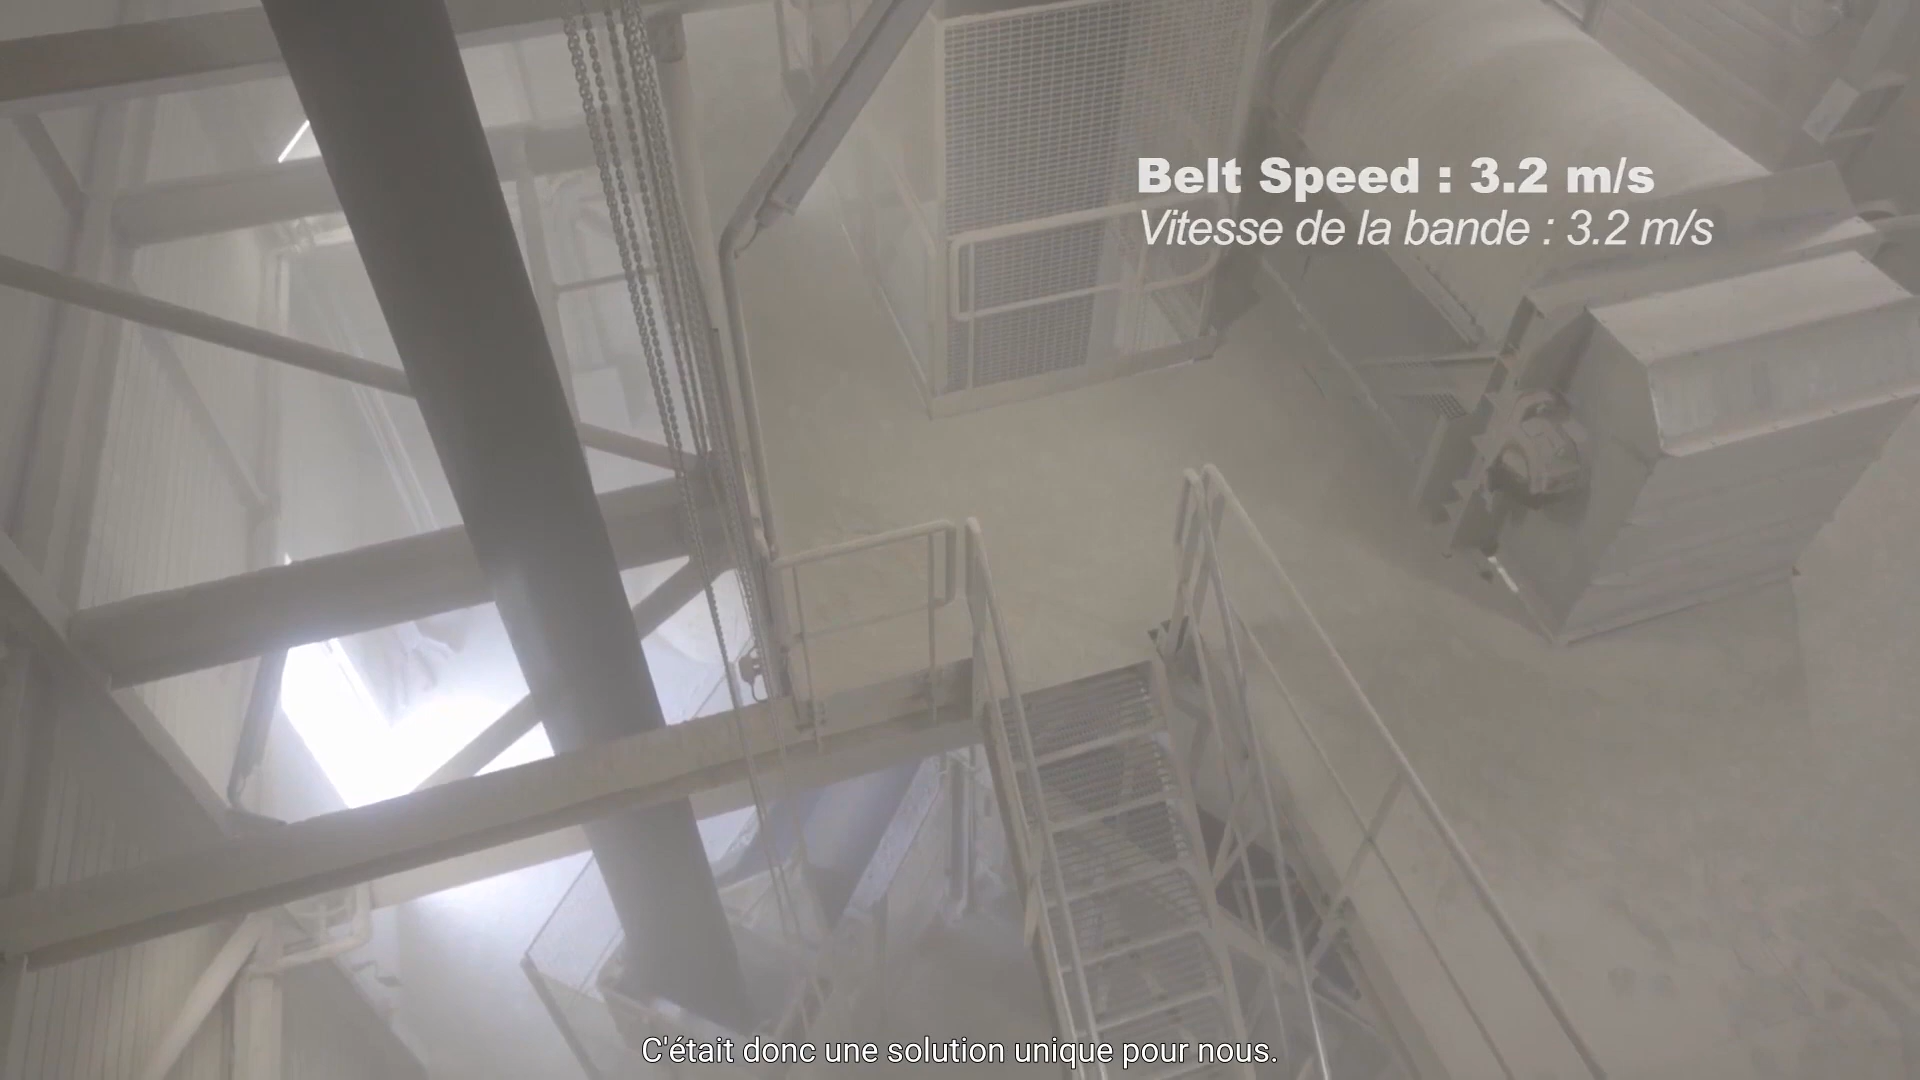 Belt Speed : 3.2 m/s
Vitesse de la bande : 3.2 m/s
C'était donc une solution unique pour nous.